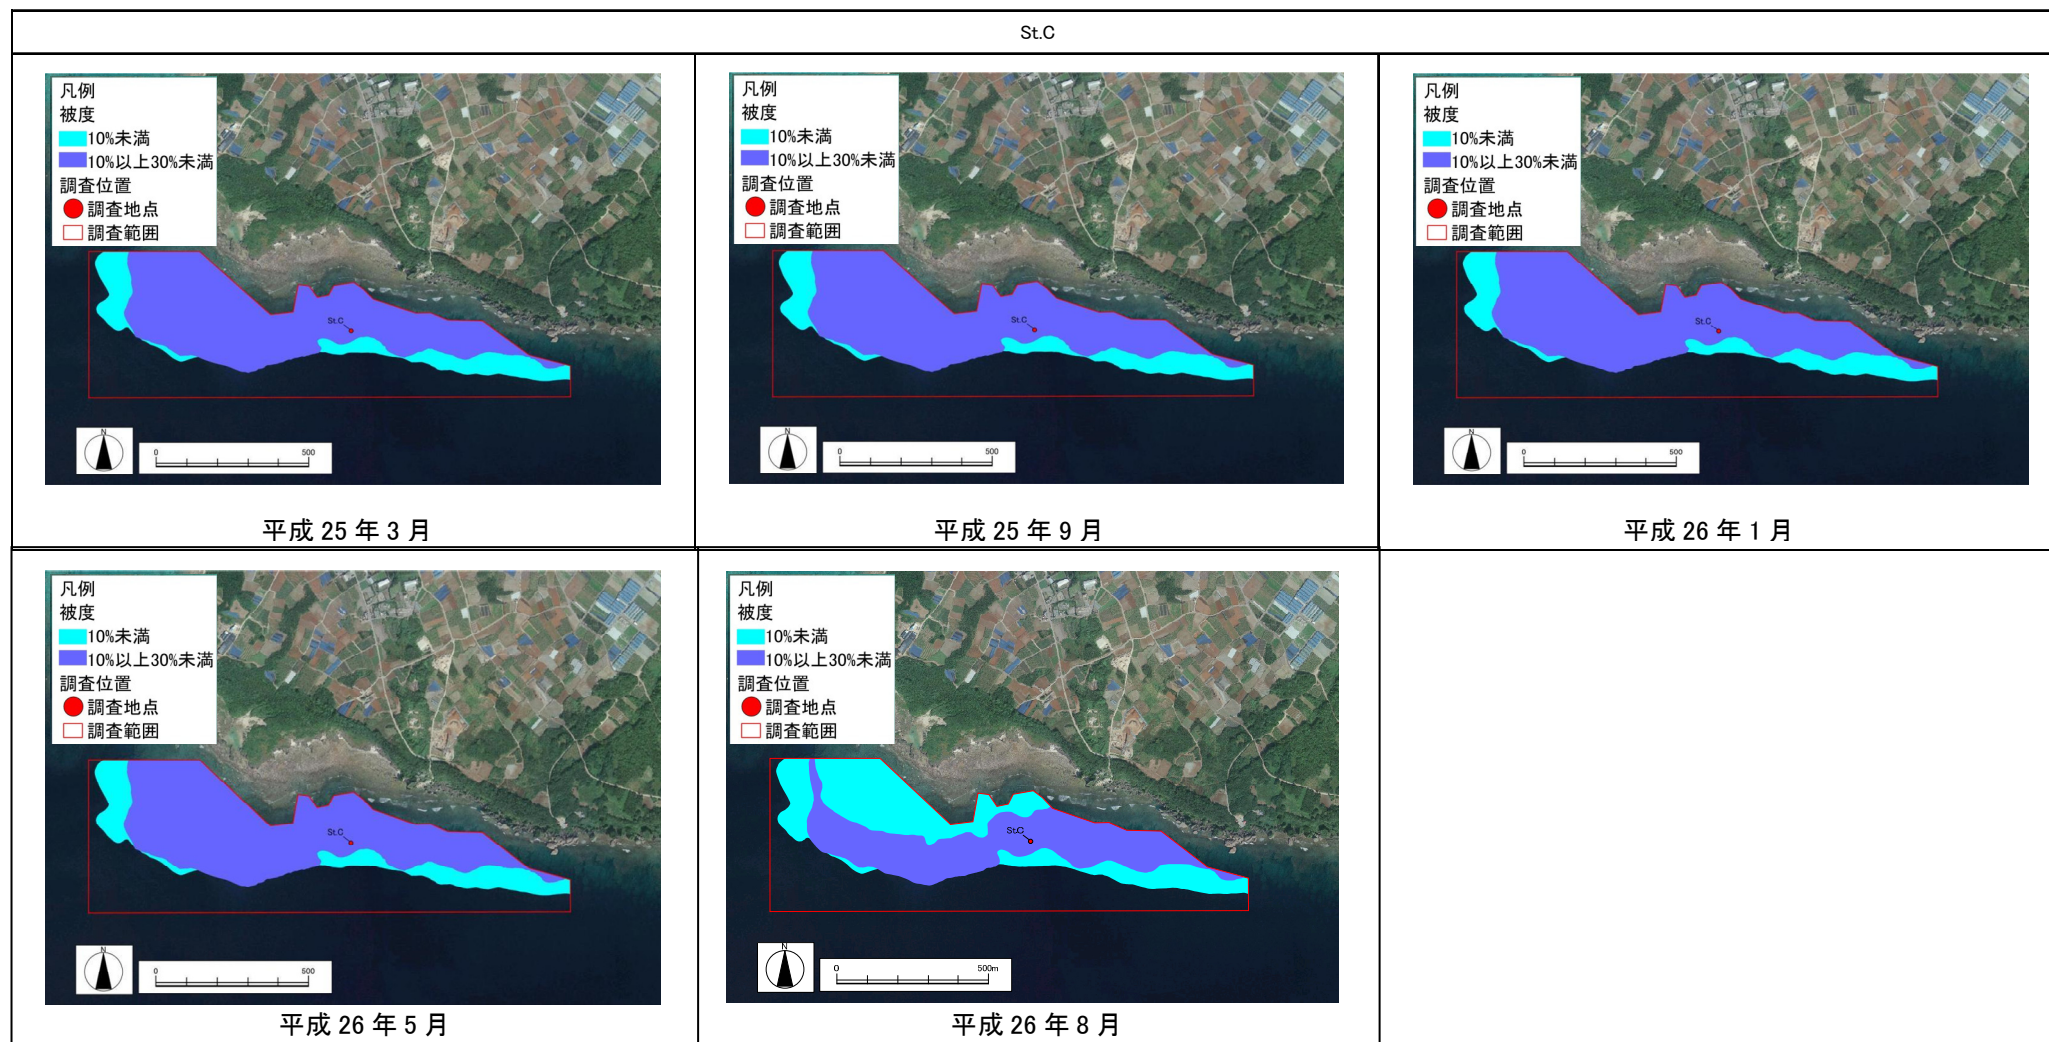 St.C
凡例
被度
10%未満
10%以上30%未満
調査位置
調査地点
調査範囲
St.C
N
0 500
平成 25 年 3 月
凡例
被度
10%未満
10%以上30%未満
調査位置
調査地点
調査範囲
St.C
N
0 500
平成 25 年 9 月
凡例
被度
10%未満
10%以上30%未満
調査位置
調査地点
調査範囲
St.C
N
0 500
平成 26 年 1 月
凡例
被度
10%未満
10%以上30%未満
調査位置
調査地点
調査範囲
St.C
N
0 500
平成 26 年 5 月
凡例
被度
10%未満
10%以上30%未満
調査位置
調査地点
調査範囲
St.C
N
0 500m
平成 26 年 8 月